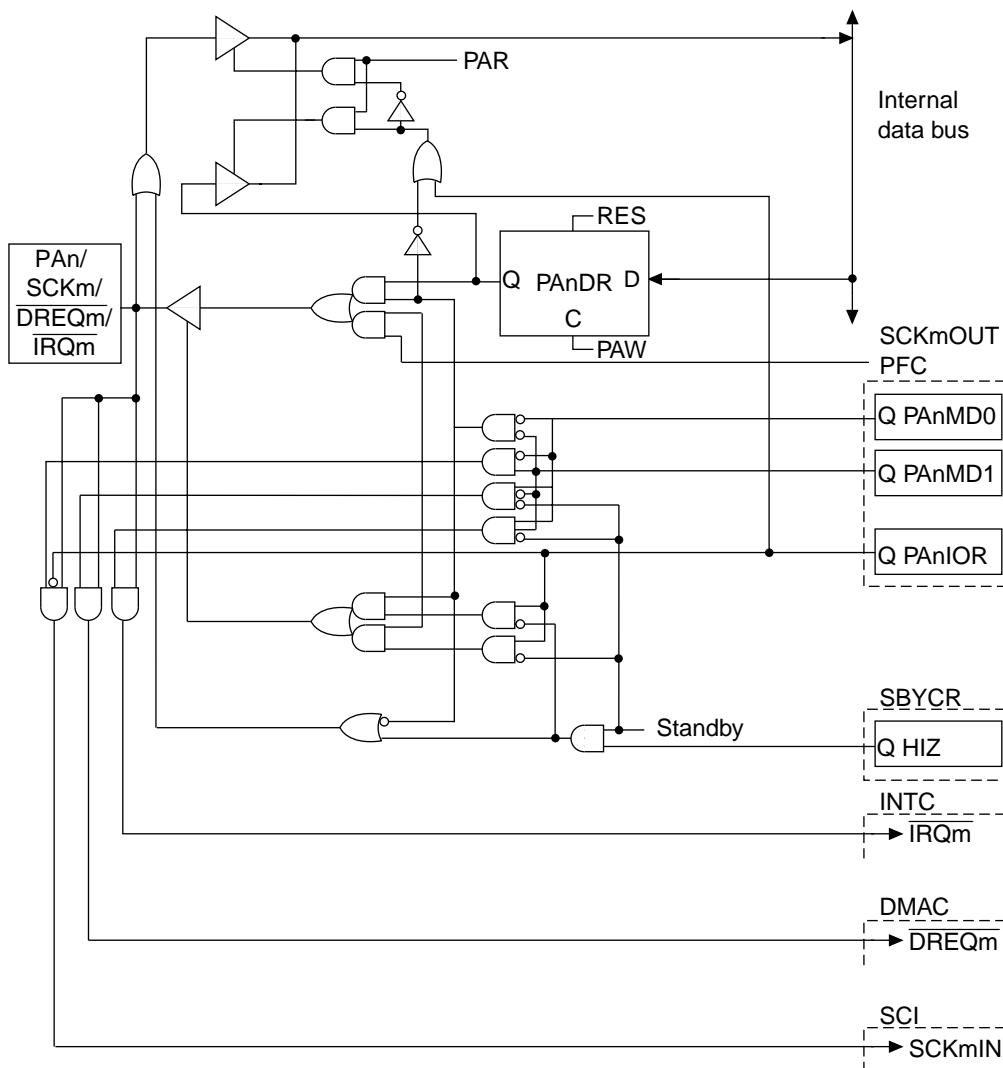 PAR
Internal
data bus
RES
PAn/
SCKm/
DREQm/
IRQm
Q PAnDR D
C
PAW
SCKmOUT
PFC
Q PAnMD0
Q PAnMD1
Q PAnIOR
SBYCR
Standby
Q HIZ
INTC
IRQm
DMAC
DREQm
SCI
SCKmIN